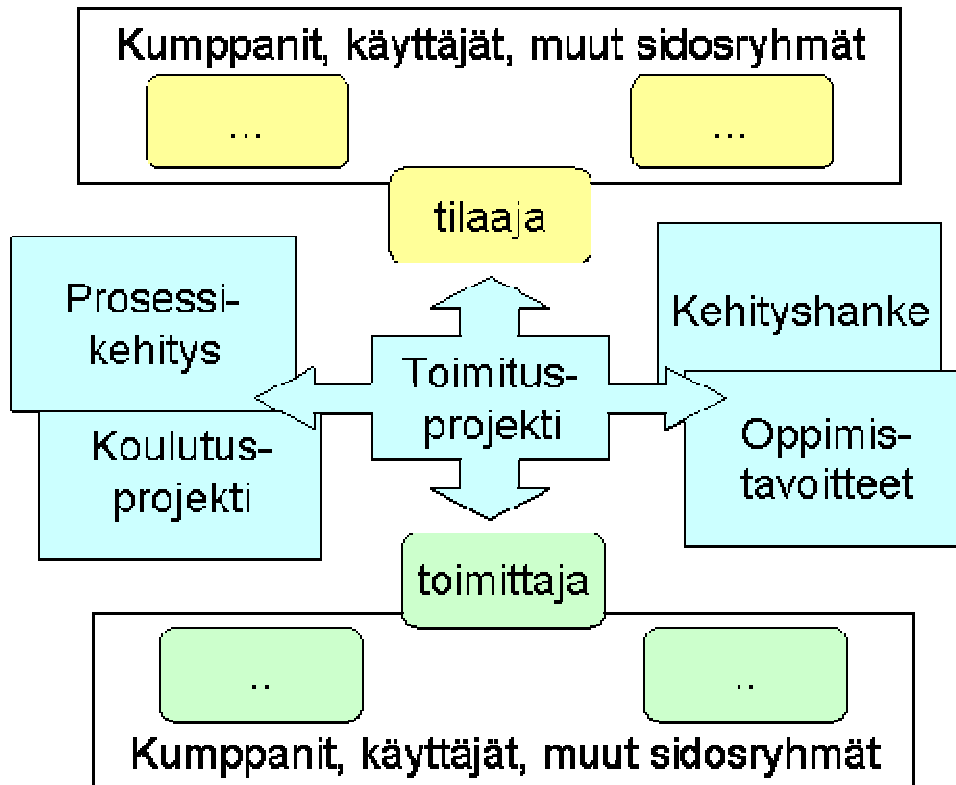 Kumppanit, käyttäjät, muut sidosryhmät
...
...
tilaaja
Prosessi-
kehitys
Kehityshanke
Toimitus-
projekti
Koulutus-
projekti
Oppimis-
tavoitteet
toimittaja
..
..
Kumppanit, käyttäjät, muut sidosryhmät